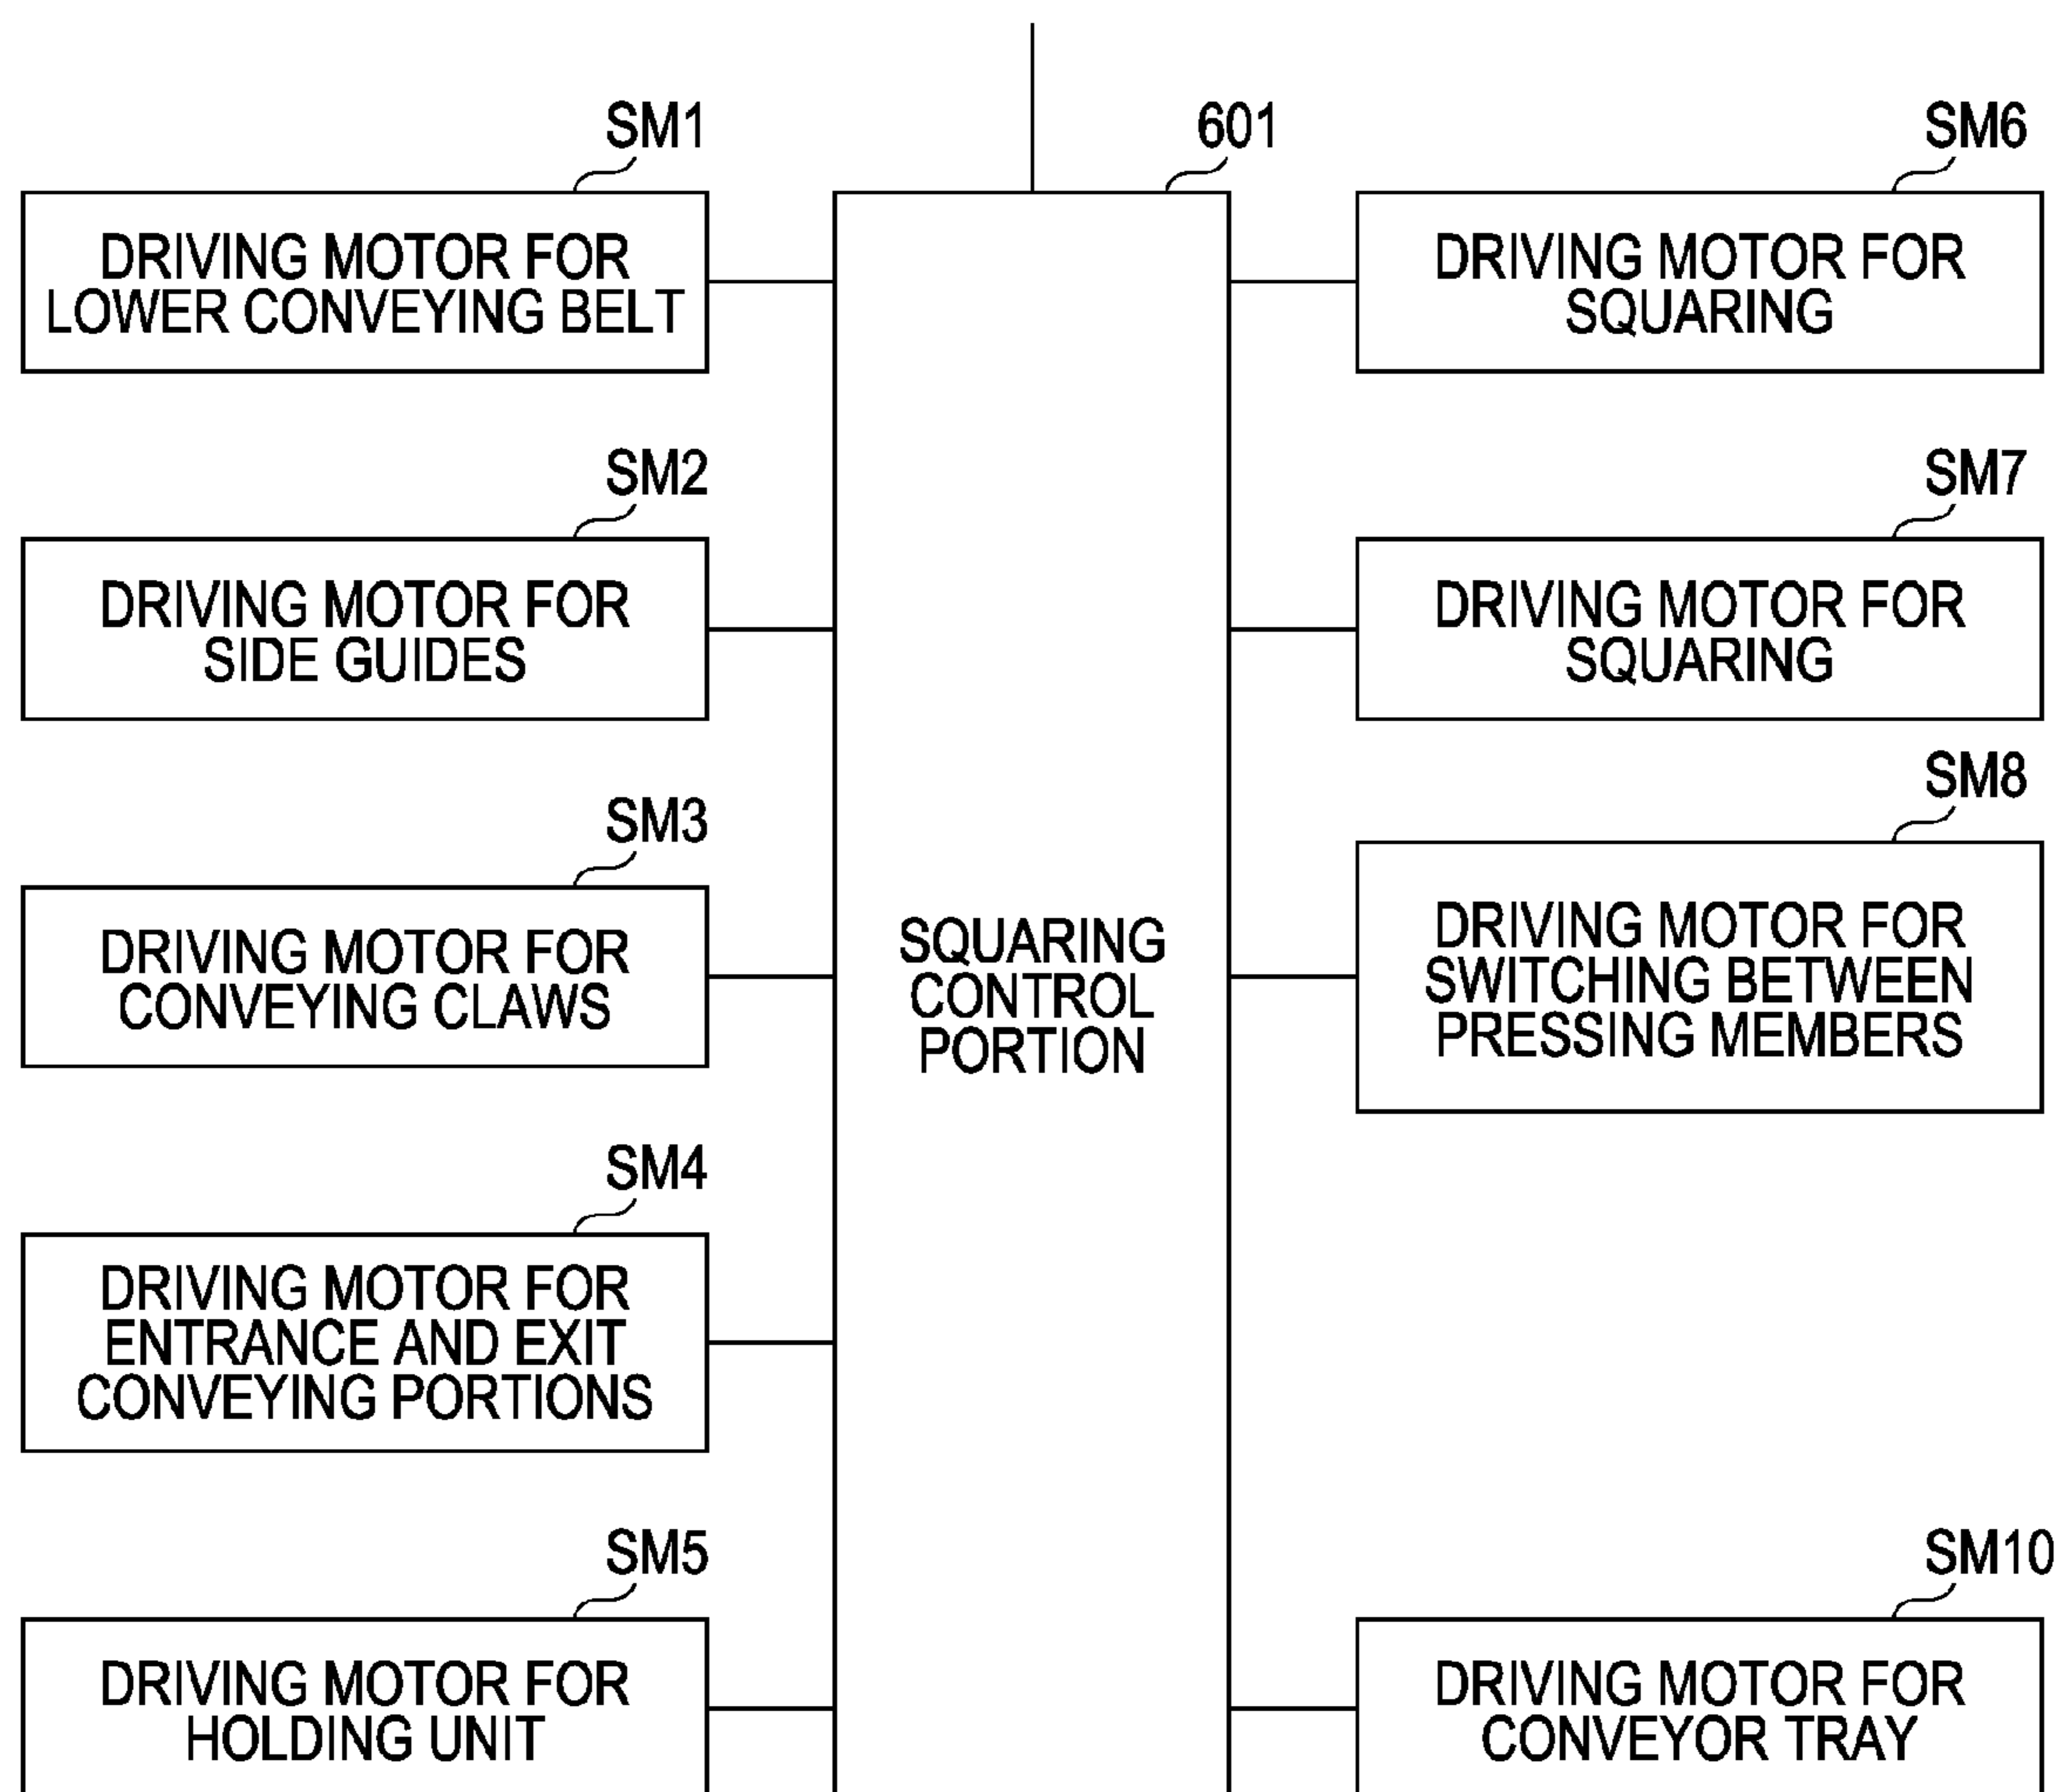 SM1
DRIVING MOTOR FOR
LOWER CONVEYING BELT
SM2
DRIVING MOTOR FOR
SIDE GUIDES
SM3
DRIVING MOTOR FOR
CONVEYING CLAWS
SM4
DRIVING MOTOR FOR
ENTRANCE AND EXIT
CONVEYING PORTIONS
SM5
DRIVING MOTOR FOR
HOLDING UNIT
601
SQUARING
CONTROL
PORTION
SM6
DRIVING MOTOR FOR
SQUARING
SM7
DRIVING MOTOR FOR
SQUARING
SM8
DRIVING MOTOR FOR
SWITCHING BETWEEN
PRESSING MEMBERS
SM10
DRIVING MOTOR FOR
CONVEYOR TRAY